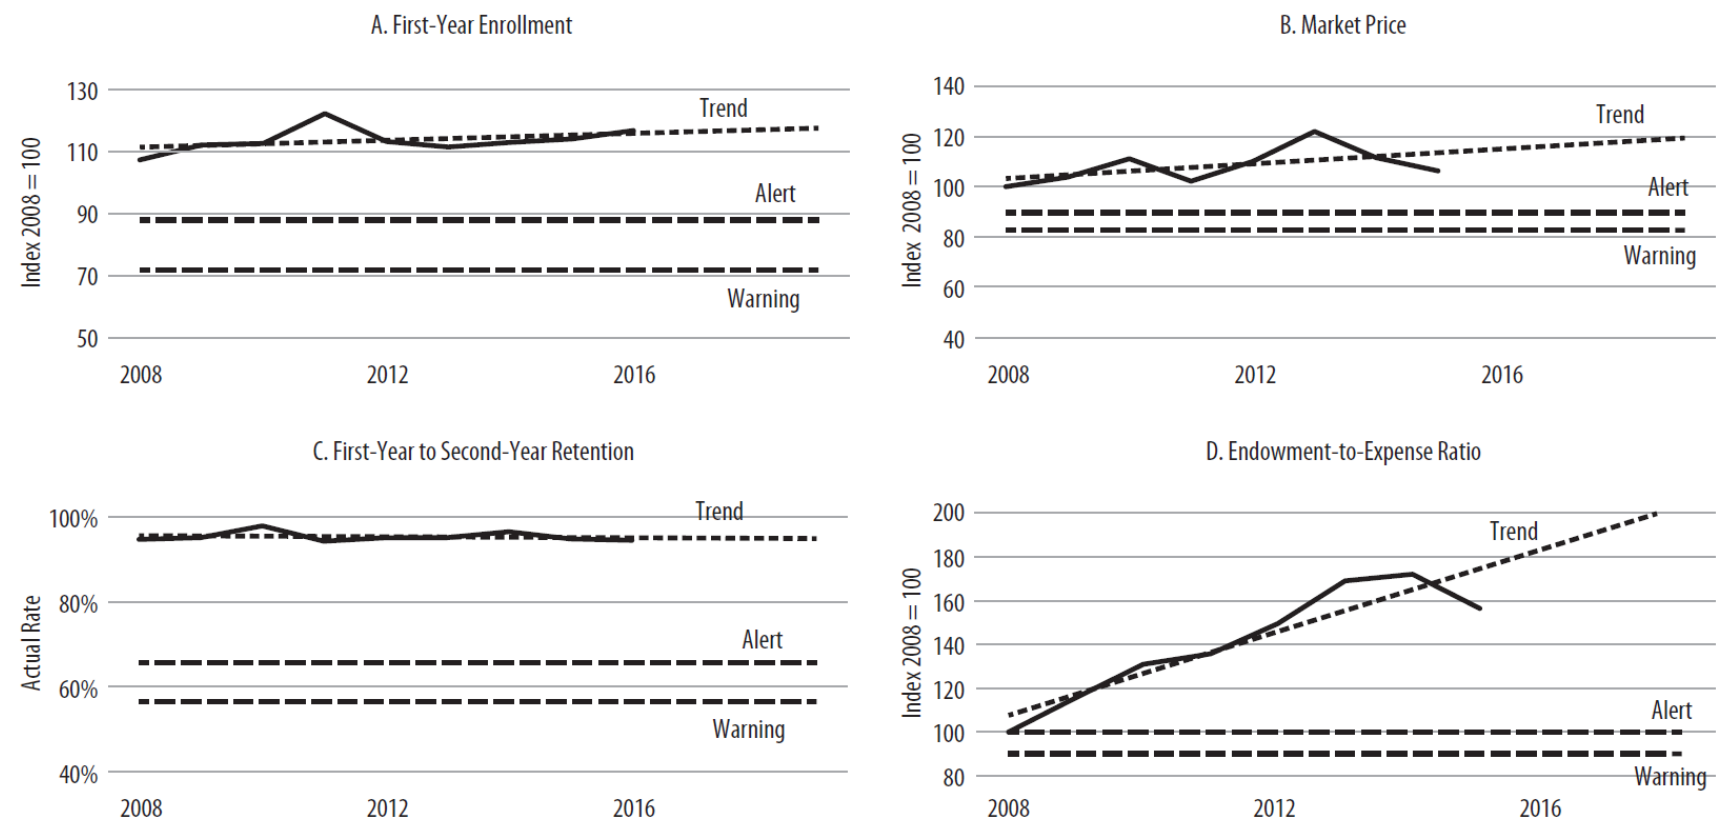 A. First-Year Enrollment
Index 2008 = 100
130
110
90
70
50
Trend
Alert
Warning
2008 2012 2016
B. Market Price
Index 2008 = 100
140
120
100
80
60
40
Trend
Alert
Warning
2008 2012 2016
C. First-Year to Second-Year Retention
Actual Rate
100%
80%
60%
40%
Trend
Alert
Warning
2008 2012 2016
D. Endowment-to-Expense Ratio
Index 2008 = 100
200
180
160
140
120
100
80
Trend
Alert
Warning
2008 2012 2016